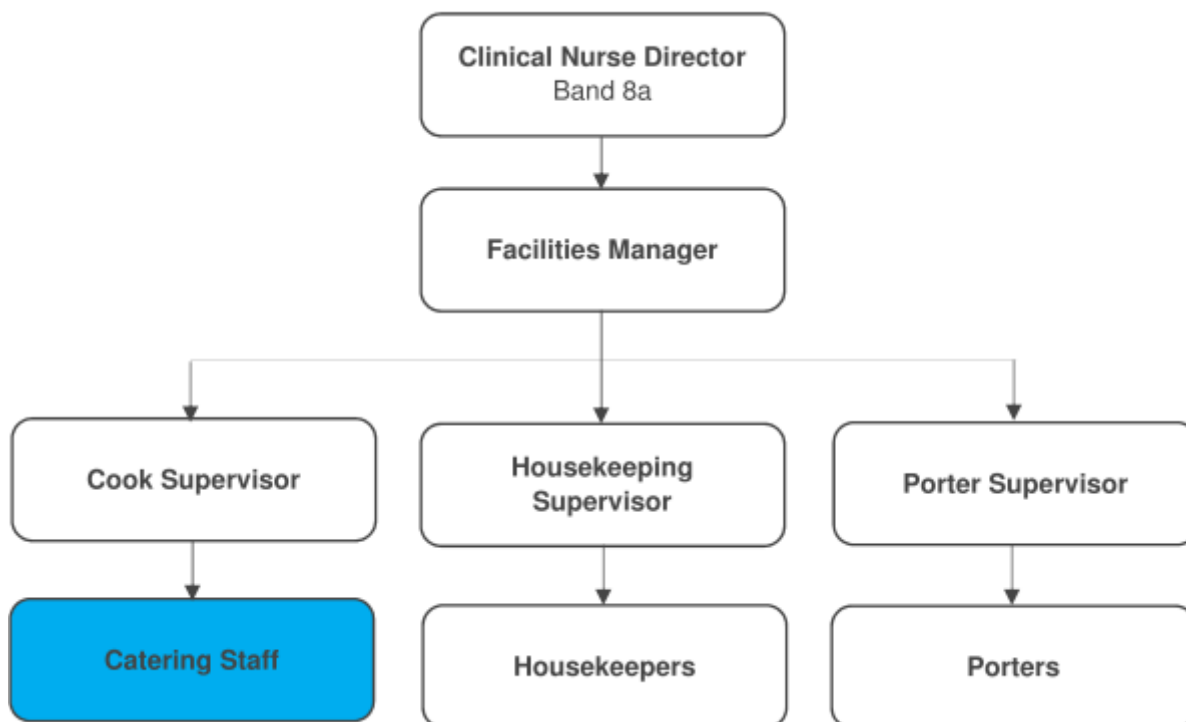 Clinical Nurse Director
Band 8a
Facilities Manager
Cook Supervisor
Housekeeping
Supervisor
Porter Supervisor
Catering Staff
Housekeepers
Porters